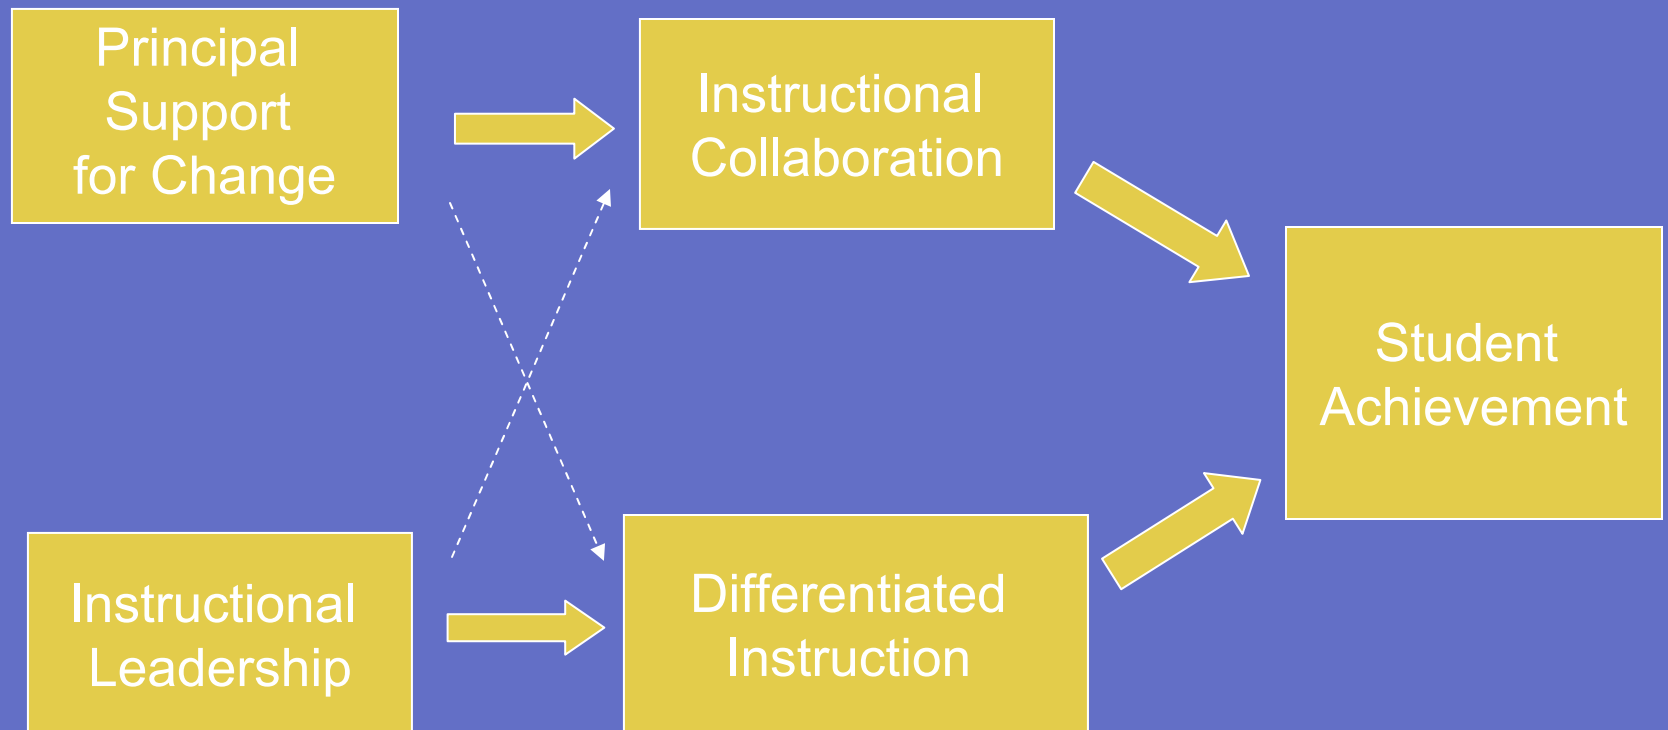 Principal
Support
for Change
Instructional
Collaboration
Student
Achievement
Instructional
Leadership
Differentiated
Instruction